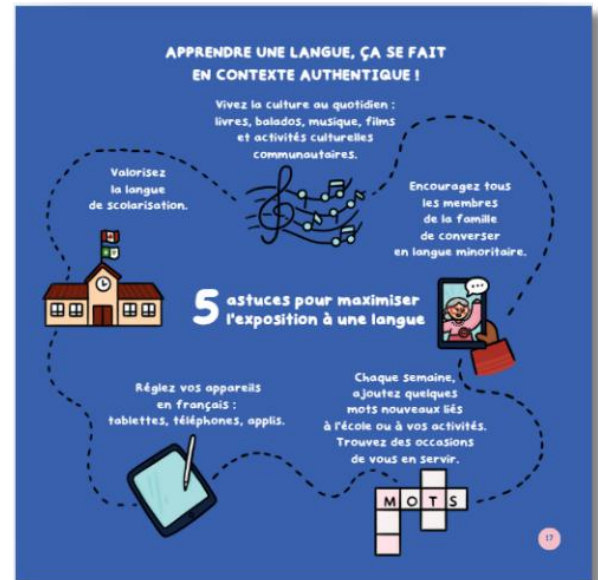 APPRENDRE UNE LANGUE, ÇA SE FAIT
EN CONTEXTE AUTHENTIQUE !
Vivez la culture au quotidien :
livres, balados, musique, films
et activités culturelles
communautaires.
Valorisez
la langue
de scolarisation.
Encouragez tous
les membres
de la famille
de converser
en langue minoritaire.
5 astuces pour maximiser
l'exposition à une langue
Réglez vos appareils
en français :
tablettes, téléphones, applis.
Chaque semaine,
ajoutez quelques
mots nouveaux liés
à l'école ou à vos activités.
Trouvez des occasions
de vous en servir.
MOTS
17